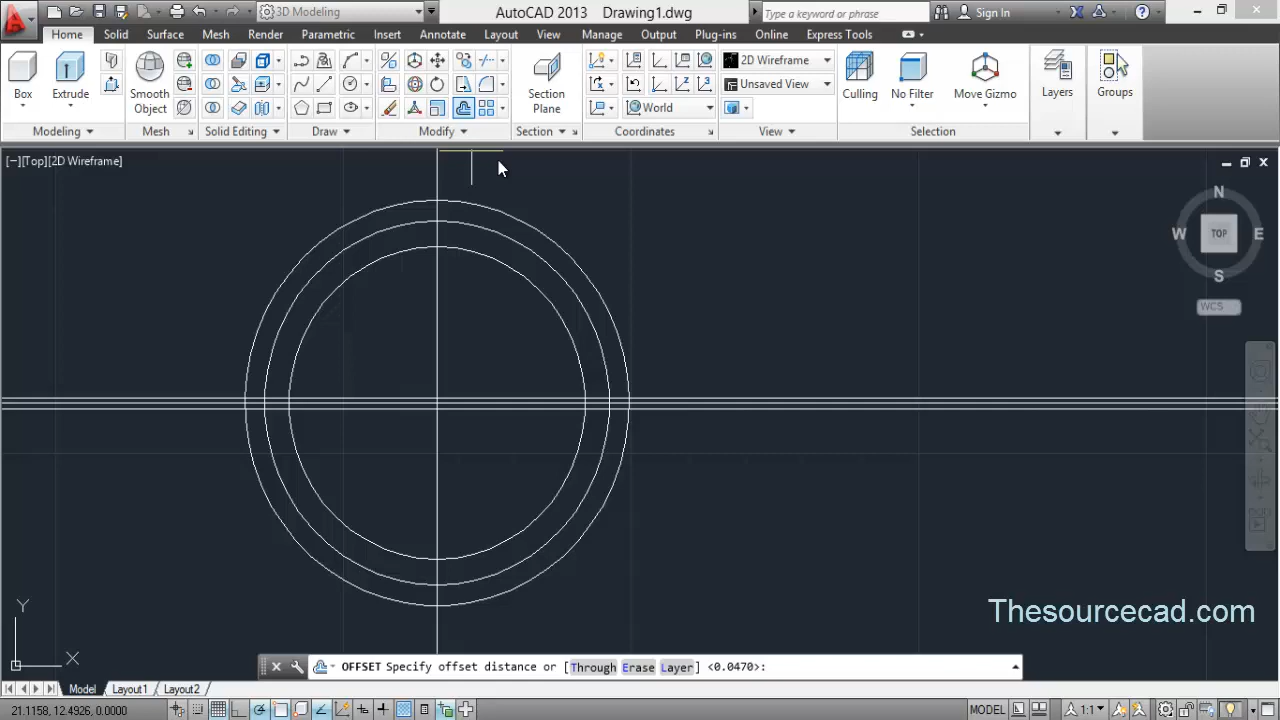 3D Modeling
AutoCAD 2013 Drawing1.dwg
Type a keyword or phrase
Sign In
Home Solid Surface Mesh Render Parametric Insert Annotate Layout View Manage Output Plug-ins Online Express Tools
Box
Extrude
Smooth
Object
Section
Plane
World
2D Wireframe
Unsaved View
Culling
No Filter
Move Gizmo
Layers
Groups
Modeling
Mesh
Solid Editing
Draw
Modify
Section
Coordinates
View
Selection
[−][Top][2D Wireframe]
N
W
TOP
E
S
WCS
Y
X
Thesourcecad.com
OFFSET Specify offset distance or [Through Erase Layer] <0.0470>:
Model Layout1 Layout2
21.1158, 12.4926, 0.0000
MODEL
1:1